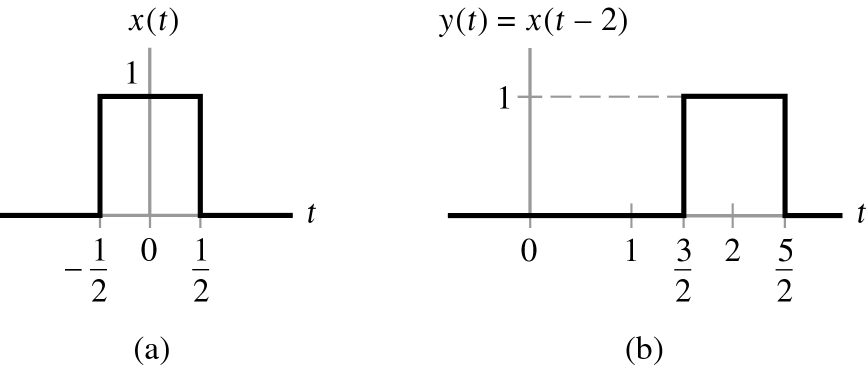 x(t)
1
t
−1/2 0 1/2
(a)
y(t) = x(t − 2)
1
t
0 1 3/2 2 5/2
(b)